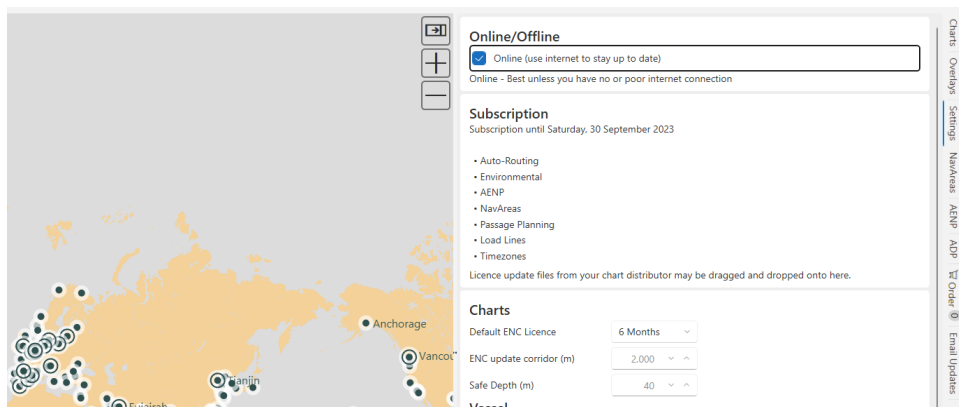 Online/Offline
Online (use internet to stay up to date)
Online - Best unless you have no or poor internet connection
Subscription
Subscription until Saturday, 30 September 2023
• Auto-Routing
• Environmental
• AENP
• NavAreas
• Passage Planning
• Load Lines
• Timezones
Licence update files from your chart distributor may be dragged and dropped onto here.
Charts
Default ENC Licence 6 Months
ENC update corridor (m) 2,000
Safe Depth (m) 40
Vessel
Anchorage
Vancou
Tianjin
Fujairah
Charts
Overlays
Settings
NavAreas
AENP
ADP
Order 0
Email Updates